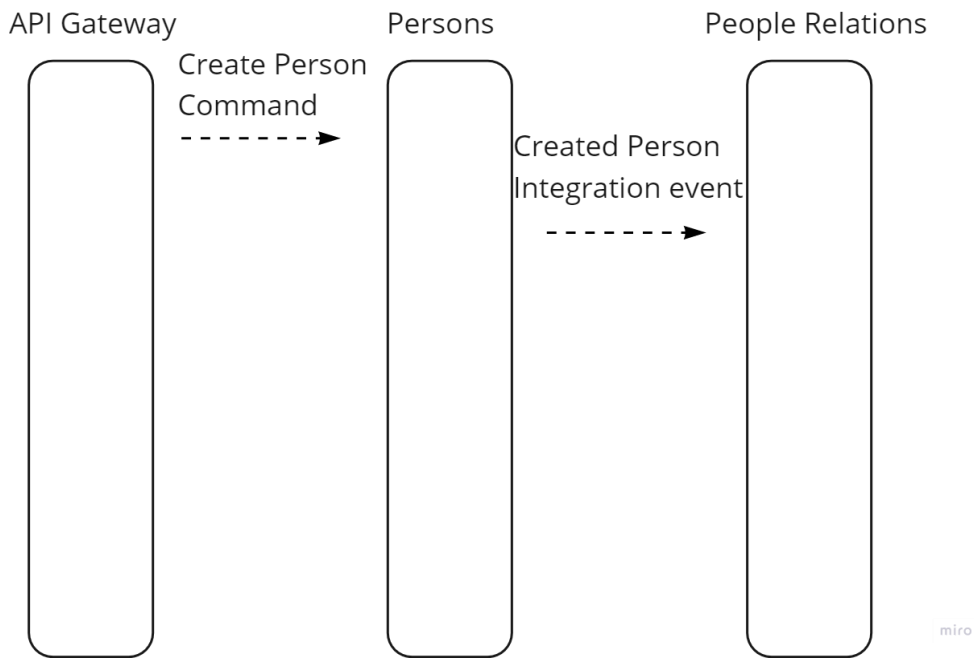 API Gateway
Persons
People Relations
Create Person
Command
Created Person
Integration event
miro